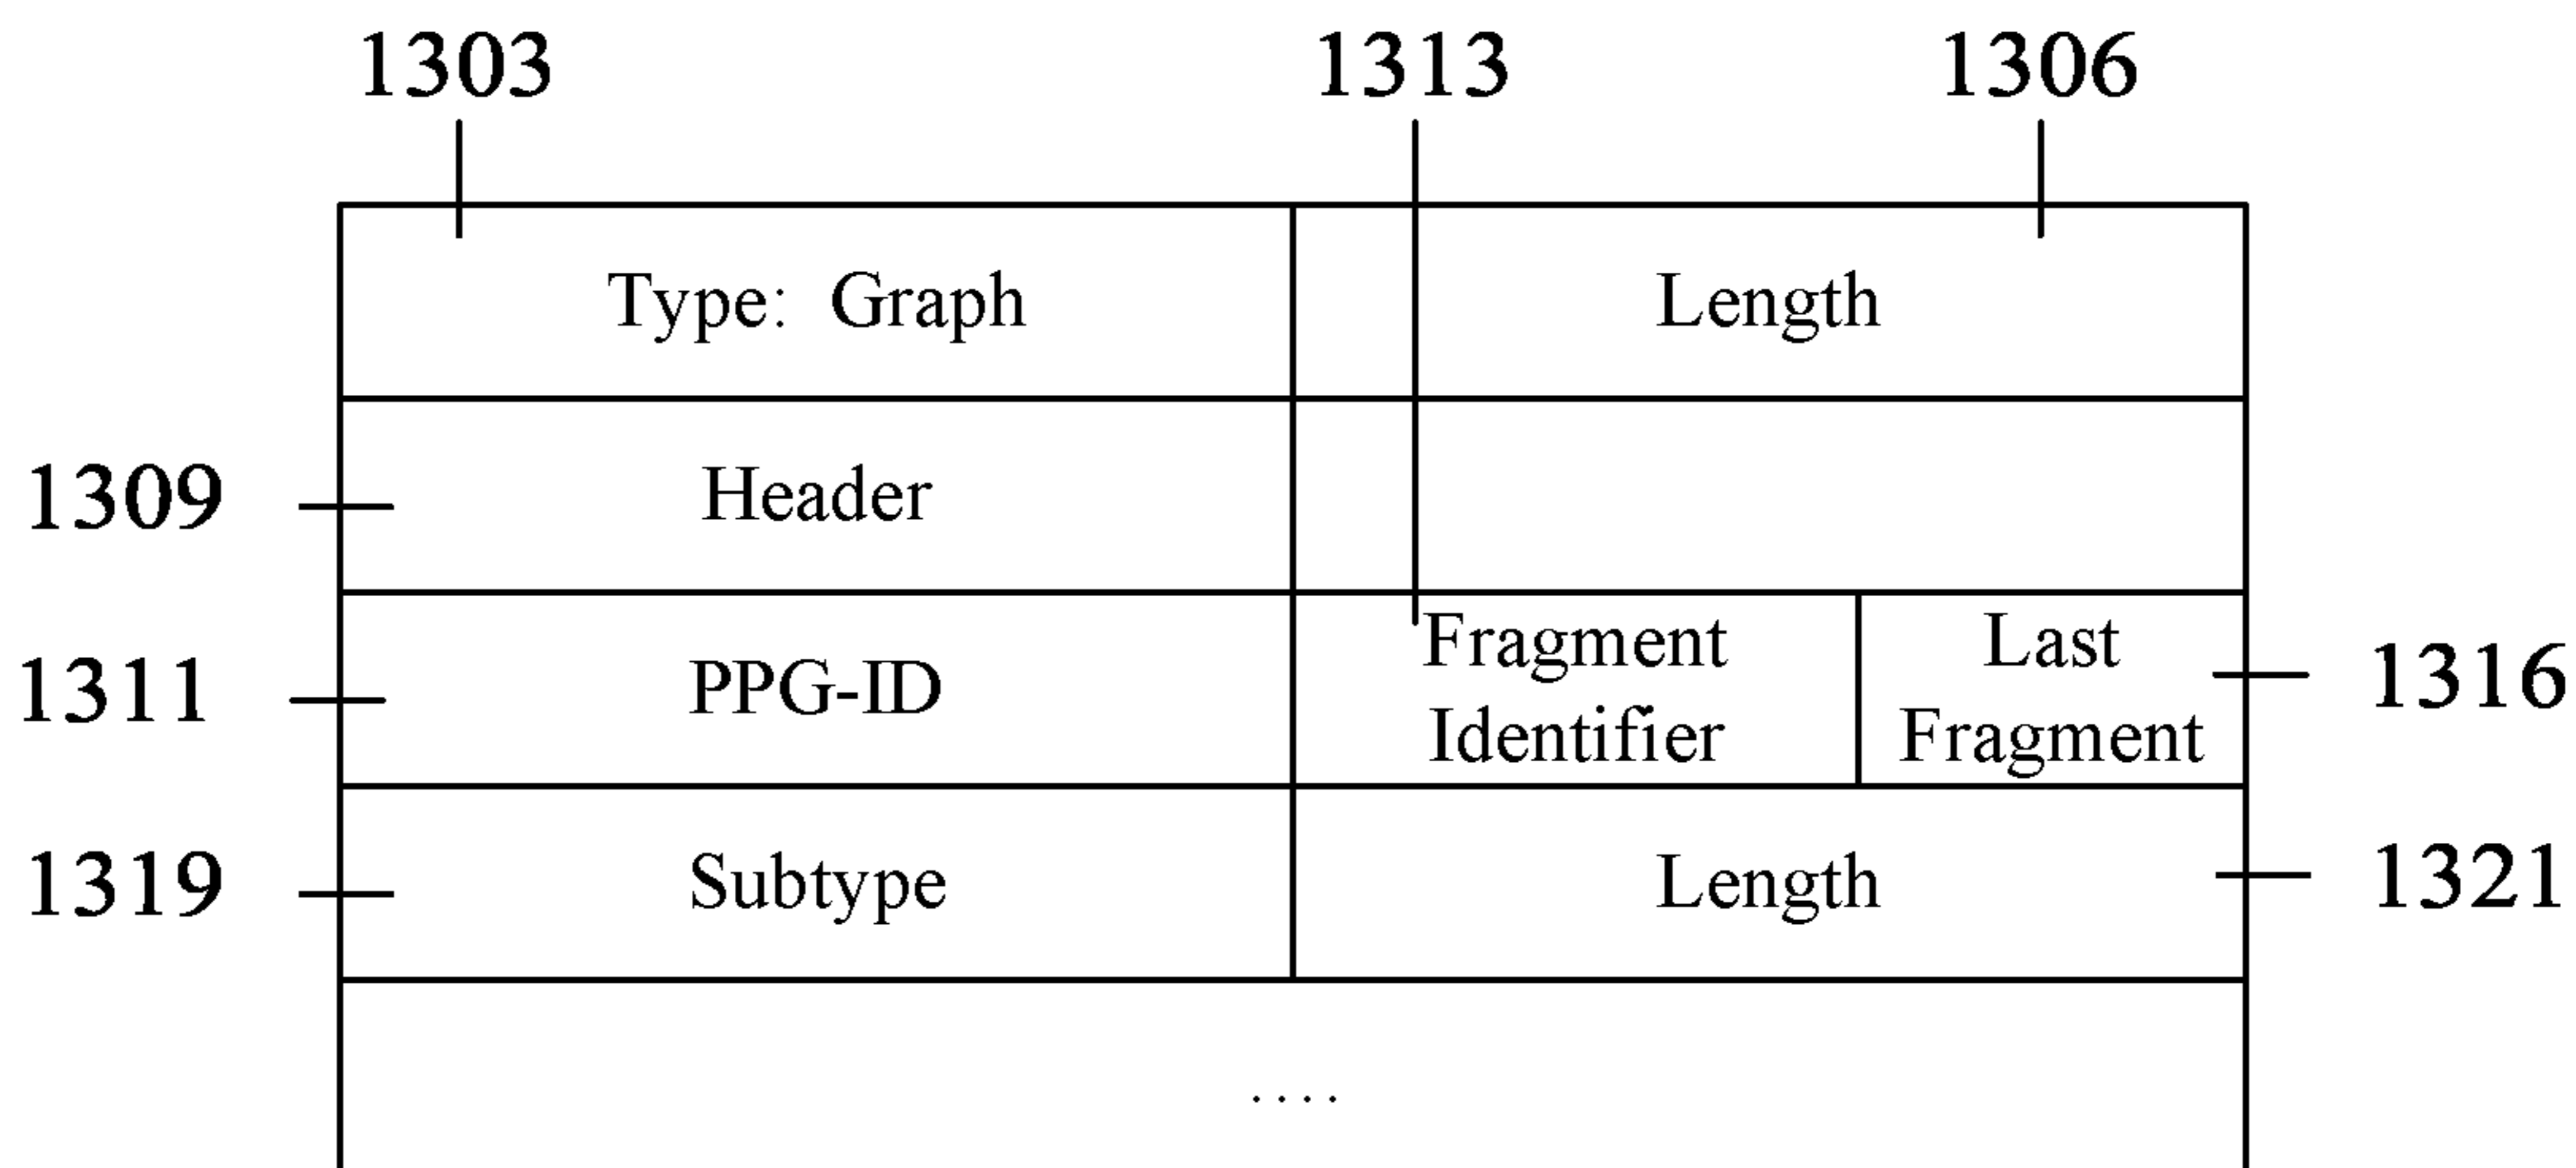 1303 1313 1306
Type: Graph Length
1309 Header
1311 PPG-ID Fragment Identifier Last Fragment 1316
1319 Subtype Length 1321
....